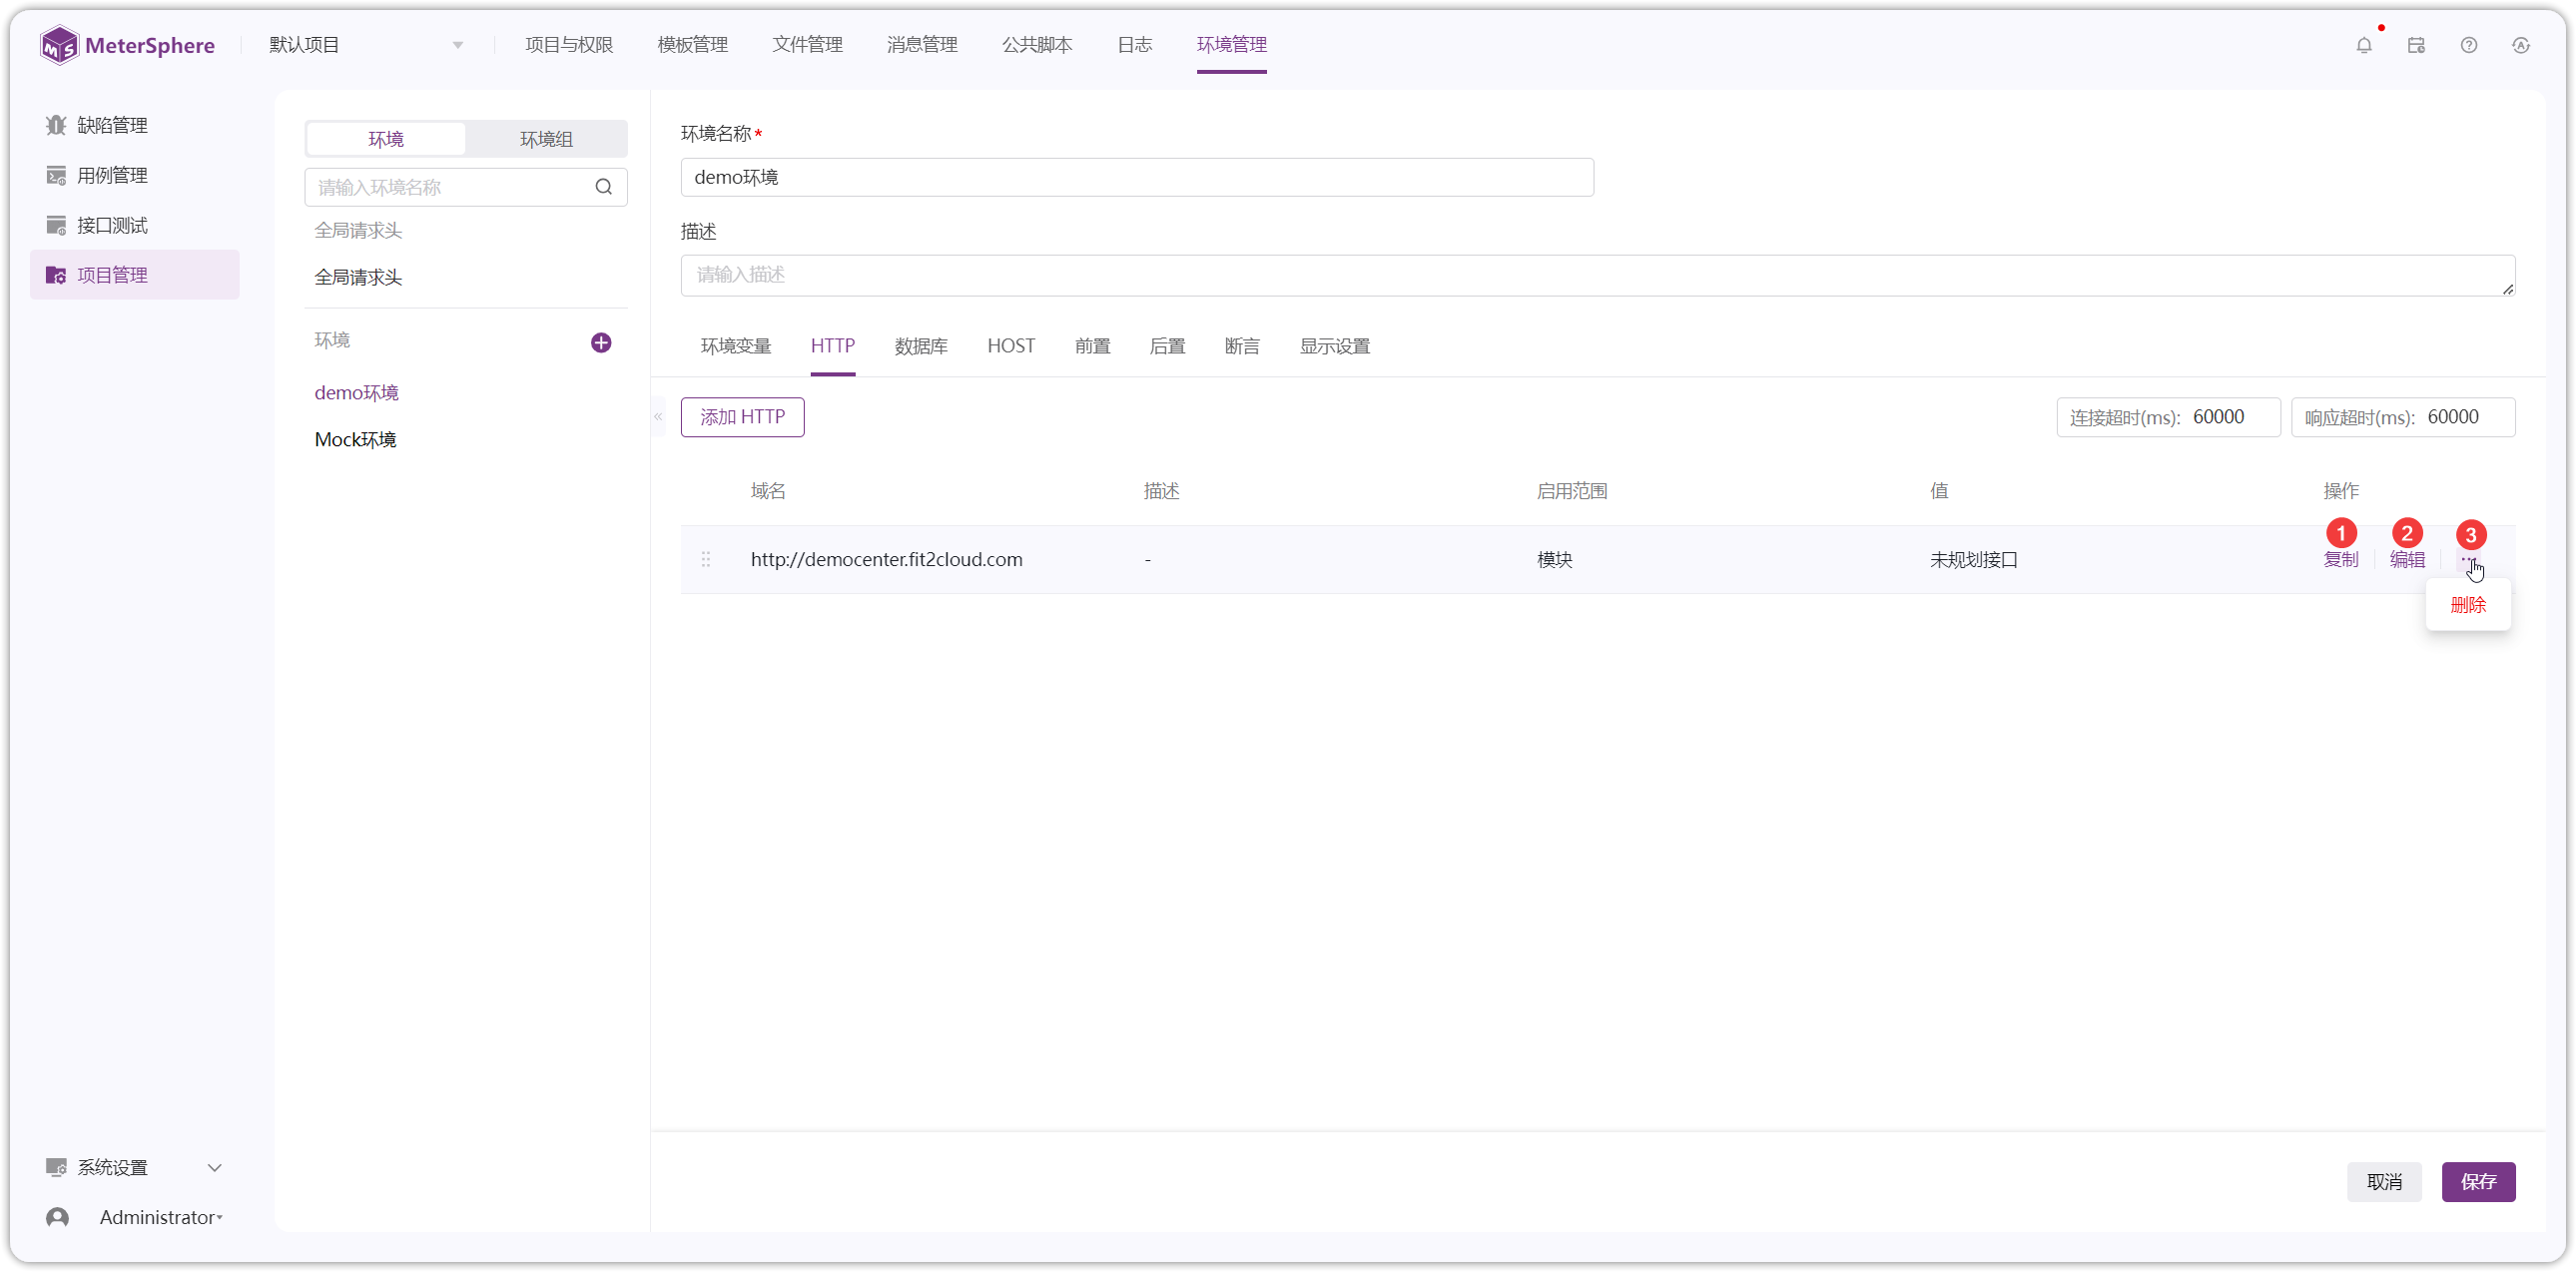 MeterSphere
默认项目
项目与权限
模板管理
文件管理
消息管理
公共脚本
日志
环境管理
缺陷管理
用例管理
接口测试
项目管理
系统设置
Administrator
环境
环境组
请输入环境名称
全局请求头
全局请求头
环境
demo环境
Mock环境
环境名称*
demo环境
描述
请输入描述
环境变量
HTTP
数据库
HOST
前置
后置
断言
显示设置
添加 HTTP
连接超时(ms): 60000
响应超时(ms): 60000
域名
描述
启用范围
值
操作
1
2
3
http://democenter.fit2cloud.com
-
模块
未规划接口
复制
编辑
···
删除
取消
保存